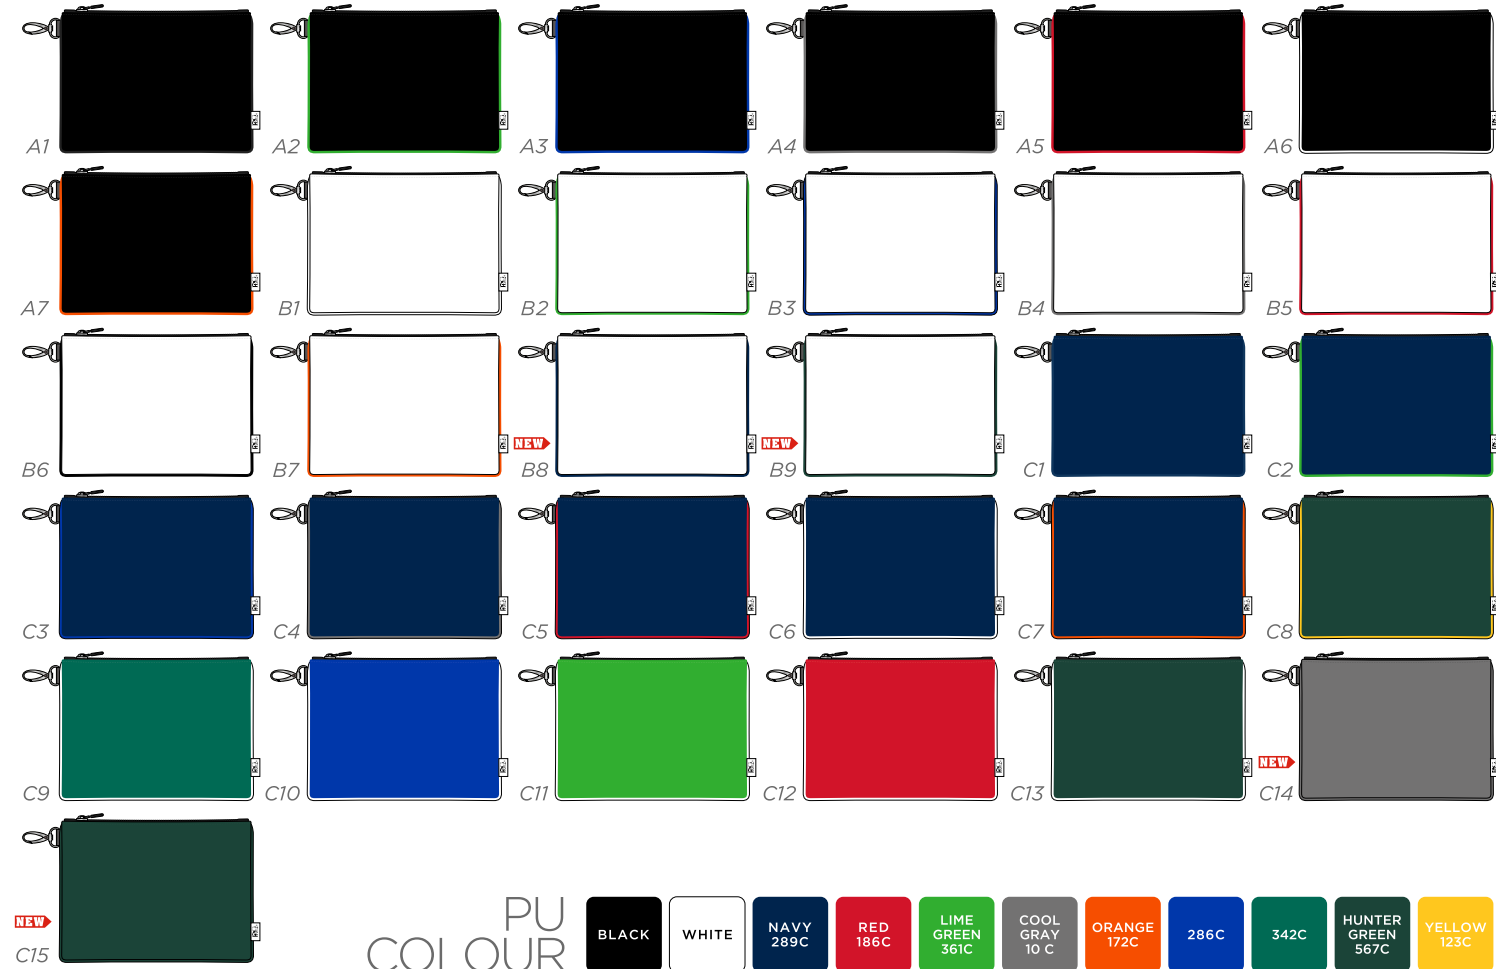 A1
A2
A3
A4
A5
A6
A7
B1
B2
B3
B4
B5
B6
B7
NEW
B8
NEW
B9
C1
C2
C3
C4
C5
C6
C7
C8
C9
C10
C11
C12
C13
NEW
C14
NEW
C15
PU
COLOUR
BLACK
WHITE
NAVY
289C
RED
186C
LIME
GREEN
361C
COOL
GRAY
10 C
ORANGE
172C
286C
342C
HUNTER
GREEN
567C
YELLOW
123C